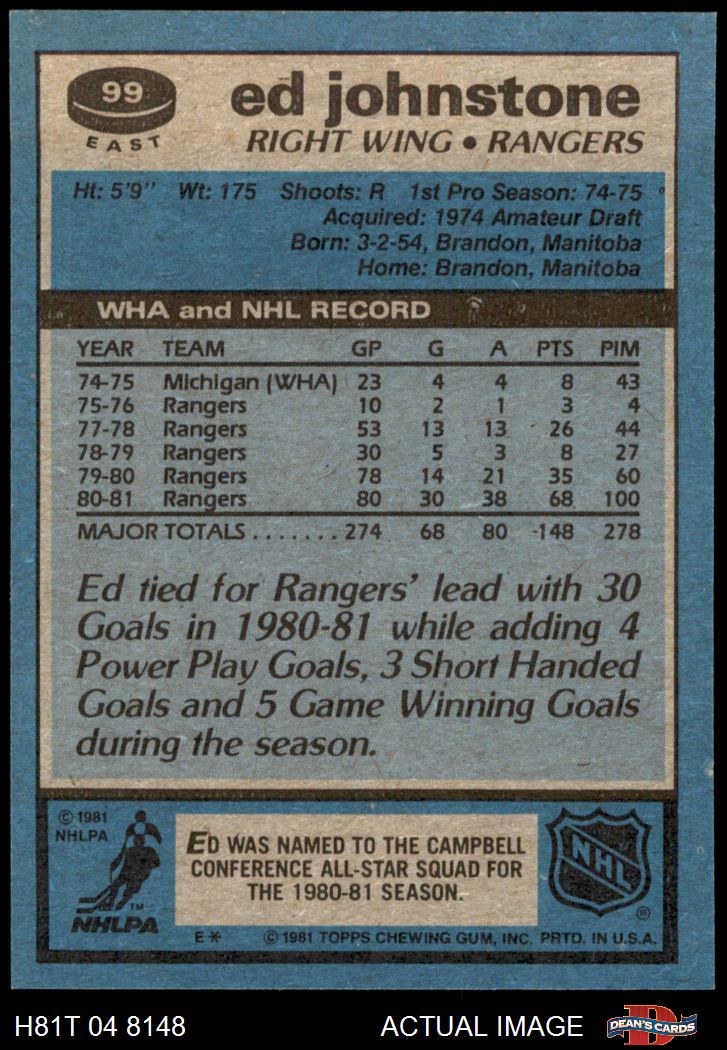 99
EAST
ed johnstone
RIGHT WING • RANGERS
Ht: 5'9" Wt: 175 Shoots: R 1st Pro Season: 74-75
Acquired: 1974 Amateur Draft
Born: 3-2-54, Brandon, Manitoba
Home: Brandon, Manitoba
WHA and NHL RECORD
YEAR TEAM GP G A PTS PIM
74-75 Michigan (WHA) 23 4 4 8 43
75-76 Rangers 10 2 1 3 4
77-78 Rangers 53 13 13 26 44
78-79 Rangers 30 5 3 8 27
79-80 Rangers 78 14 21 35 60
80-81 Rangers 80 30 38 68 100
MAJOR TOTALS ....... 274 68 80 148 278
Ed tied for Rangers' lead with 30
Goals in 1980-81 while adding 4
Power Play Goals, 3 Short Handed
Goals and 5 Game Winning Goals
during the season.
© 1981
NHLPA
TM
NHLPA
ED WAS NAMED TO THE CAMPBELL
CONFERENCE ALL-STAR SQUAD FOR
THE 1980-81 SEASON.
NHL
®
E* © 1981 TOPPS CHEWING GUM, INC. PRTD. IN U.S.A.
H81T 04 8148 ACTUAL IMAGE
D
DEAN'S CARDS